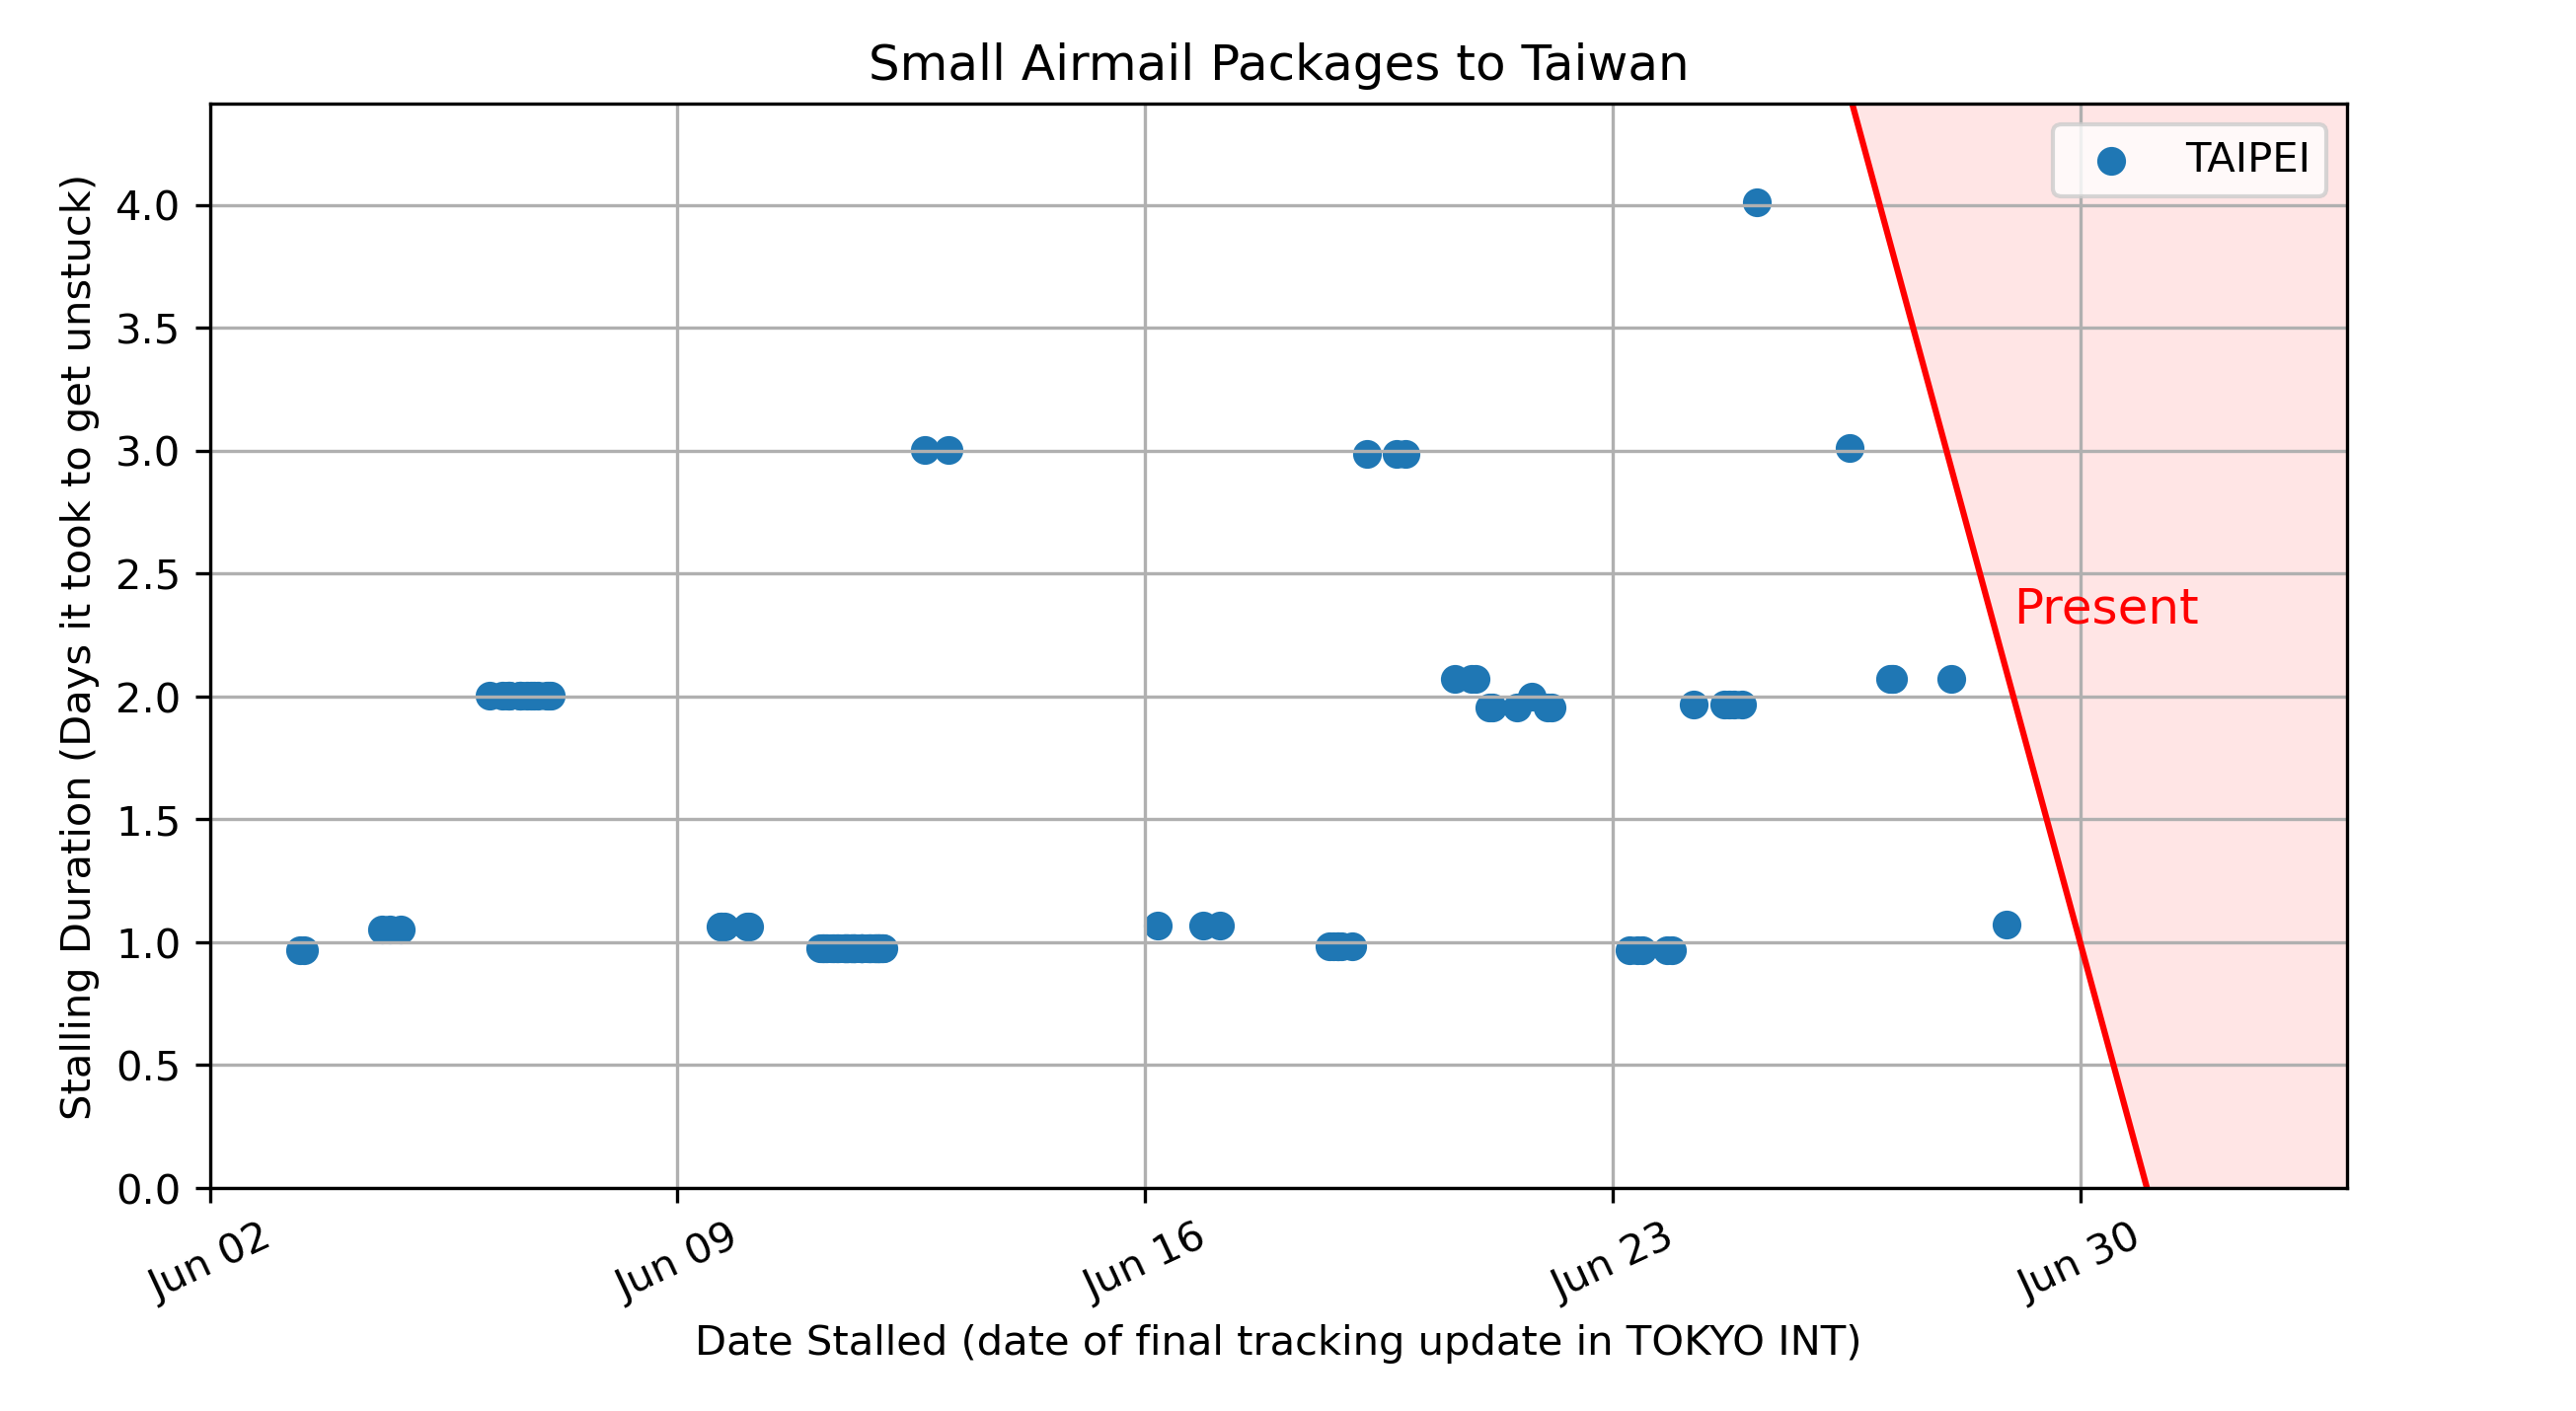 Small Airmail Packages to Taiwan
TAIPEI
Stalling Duration (Days it took to get unstuck)
4.0
3.5
3.0
2.5
2.0
1.5
1.0
0.5
0.0
Present
Jun 02
Jun 09
Jun 16
Jun 23
Jun 30
Date Stalled (date of final tracking update in TOKYO INT)